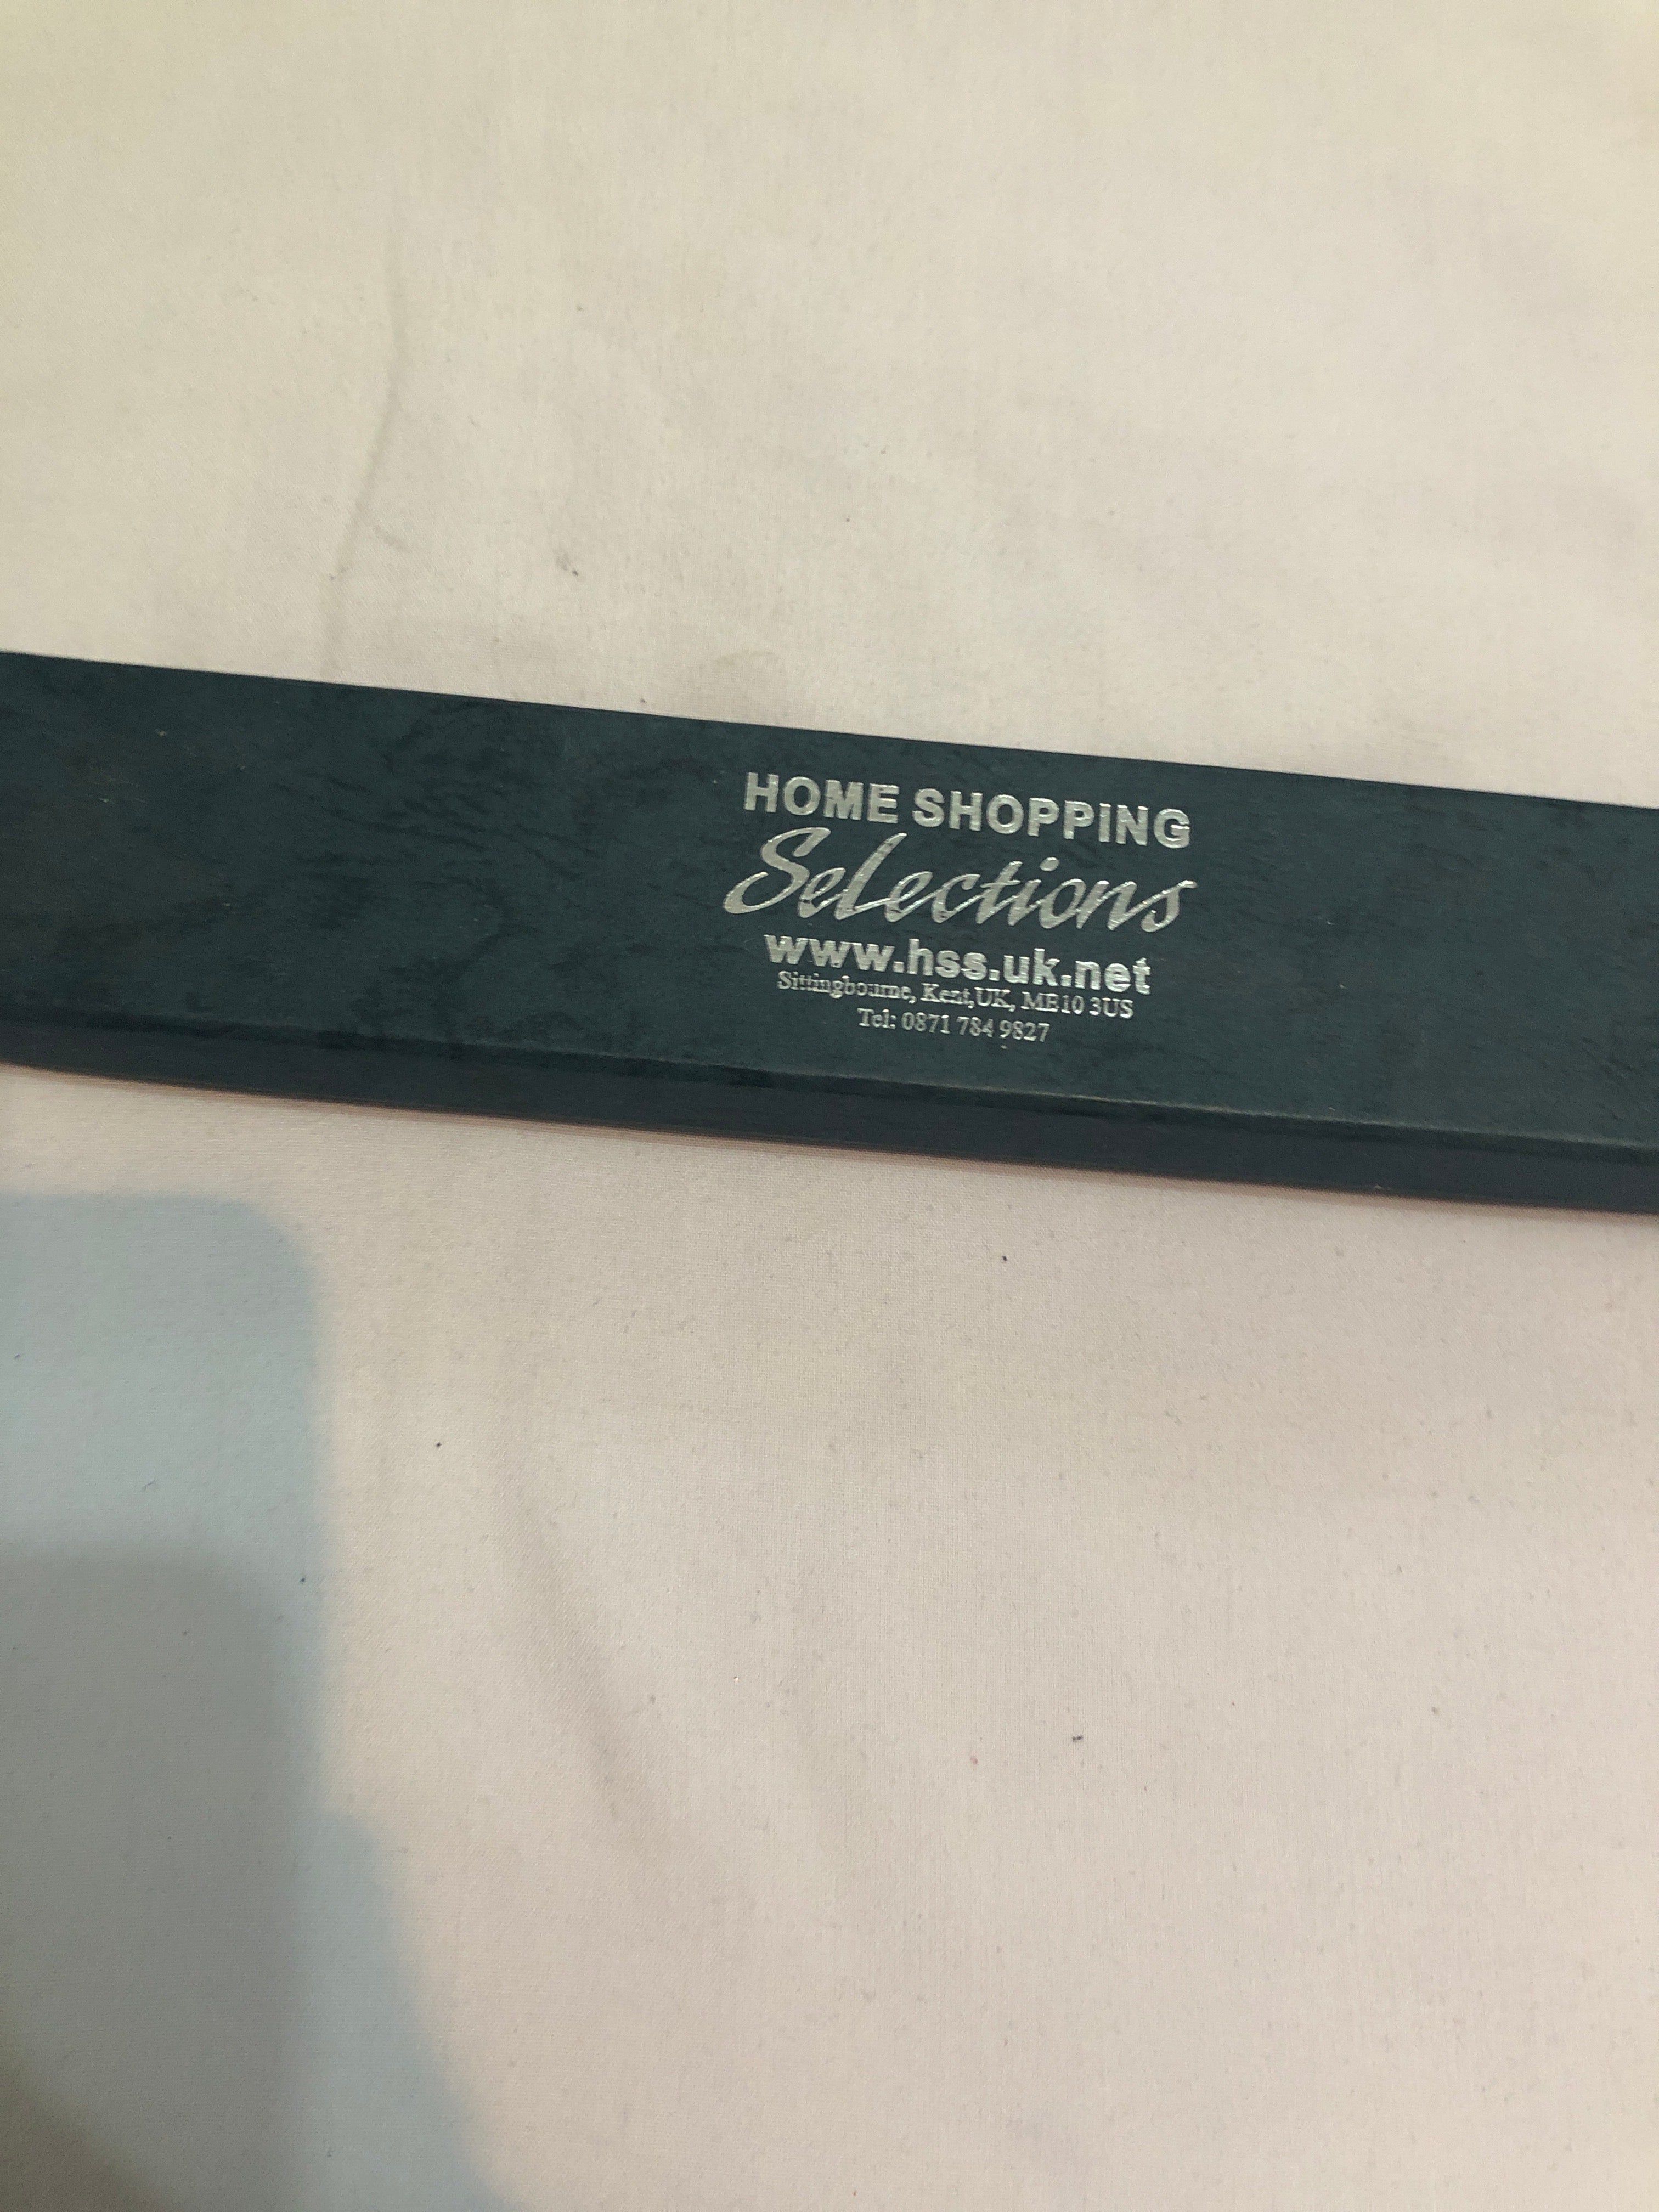 HOME SHOPPING
Selections
www.hss.uk.net
Sittingbourne, Kent,UK, ME10 3US
Tel: 0871 784 9827